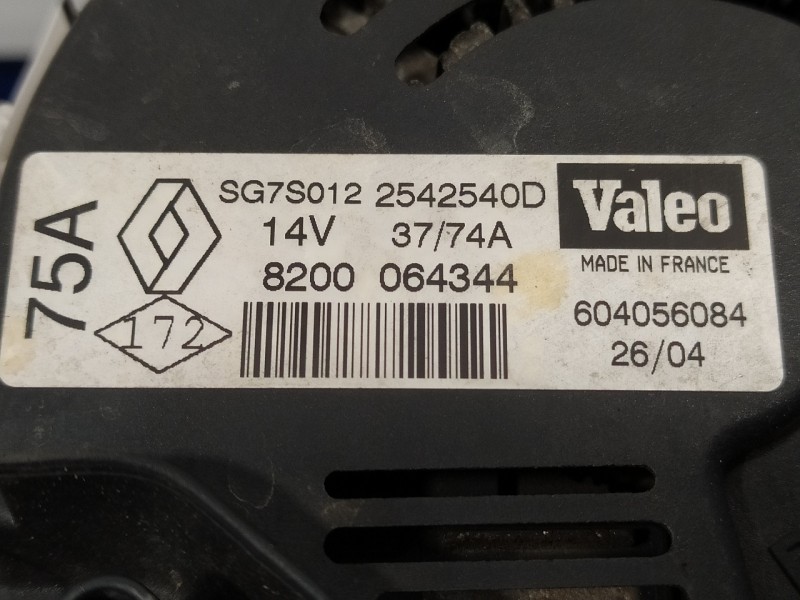 75A
SG7S012 2542540D
14V 37/74A
8200 064344
172
Valeo
MADE IN FRANCE
604056084
26/04